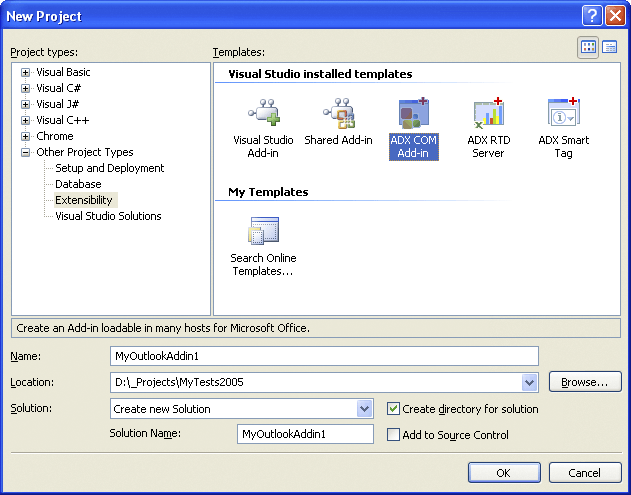 New Project
Project types:
Templates:
Visual Basic
Visual C#
Visual J#
Visual C++
Chrome
Other Project Types
Setup and Deployment
Database
Extensibility
Visual Studio Solutions
Visual Studio installed templates
Visual Studio Add-in
Shared Add-in
ADX COM Add-in
ADX RTD Server
ADX Smart Tag
My Templates
Search Online Templates...
Create an Add-in loadable in many hosts for Microsoft Office.
Name:
MyOutlookAddin1
Location:
D:\_Projects\MyTests2005
Browse...
Solution:
Create new Solution
Create directory for solution
Solution Name:
MyOutlookAddin1
Add to Source Control
OK
Cancel